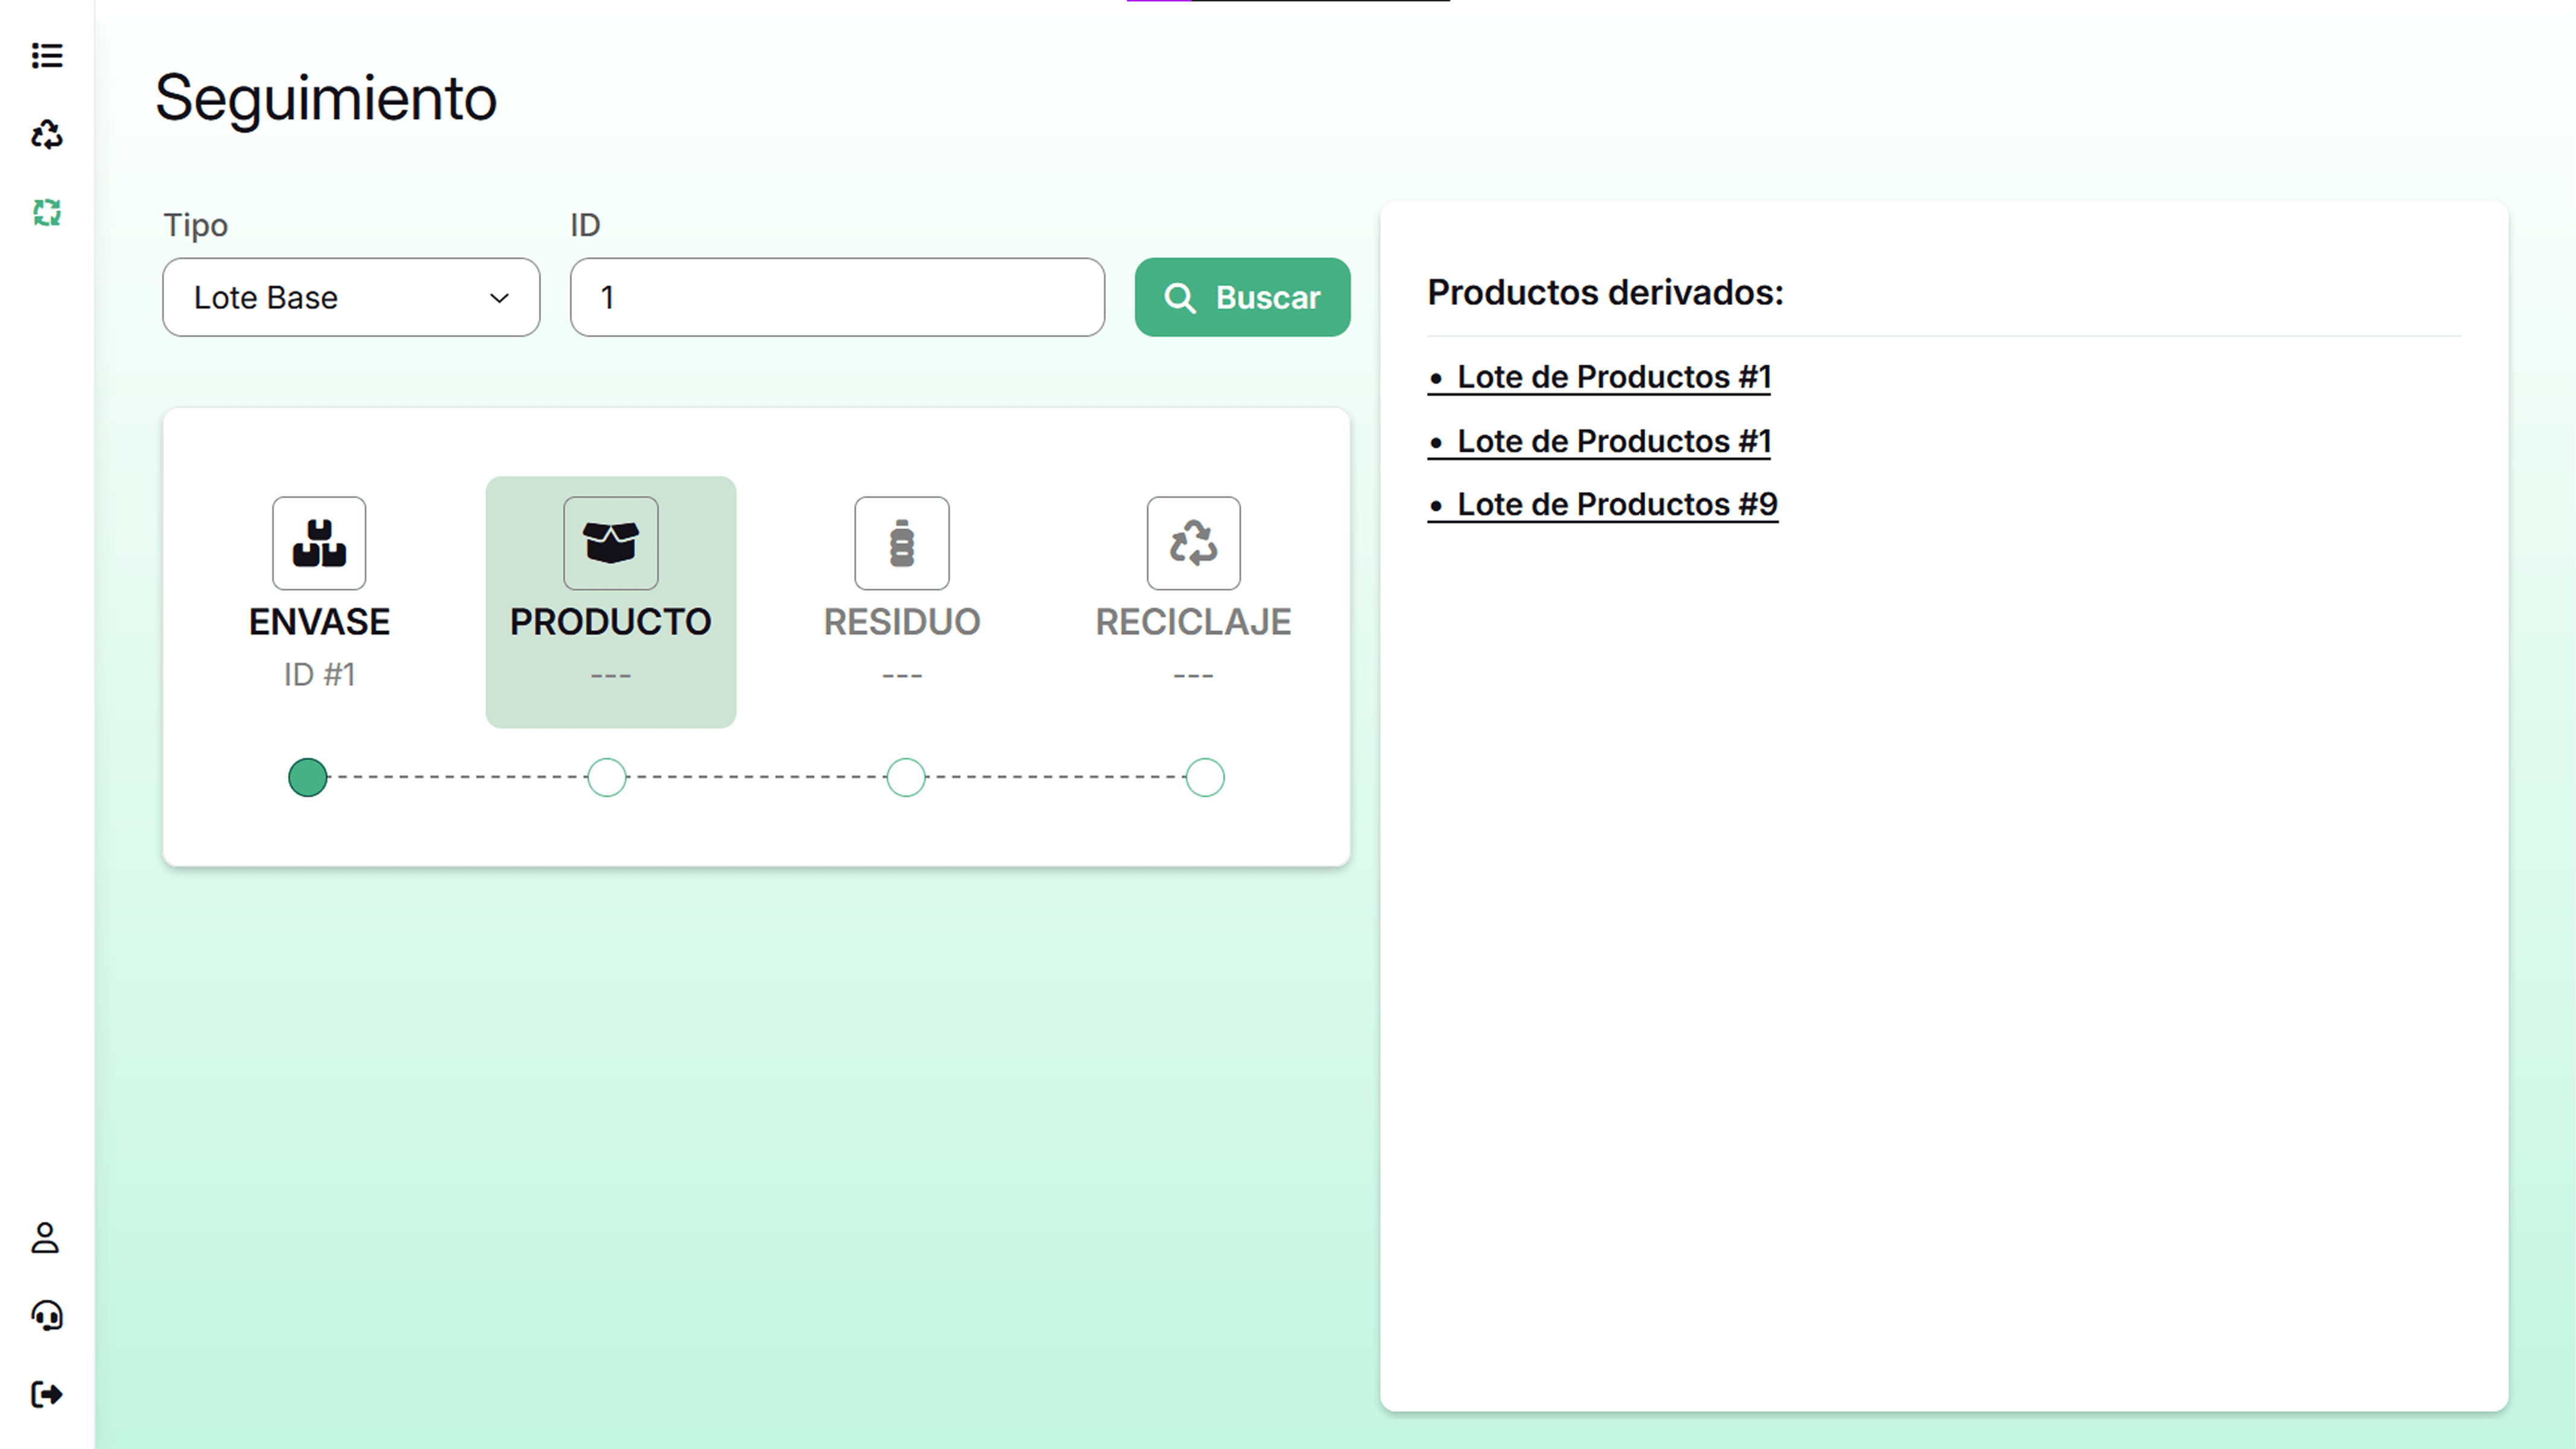 Seguimiento
Tipo
ID
Lote Base
1
Buscar
ENVASE
ID #1
PRODUCTO
---
RESIDUO
---
RECICLAJE
---
Productos derivados:
• Lote de Productos #1
• Lote de Productos #1
• Lote de Productos #9